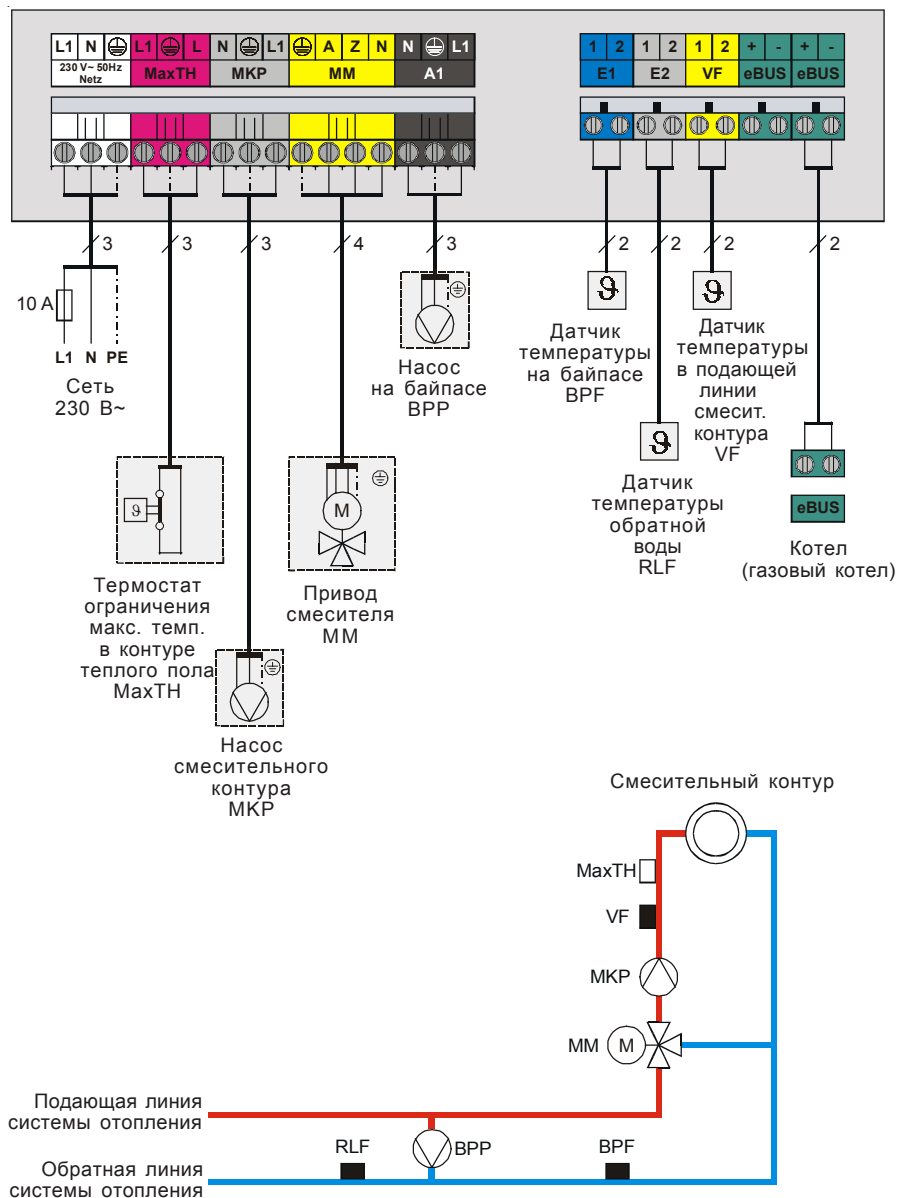 L1 N L1 L N L1 A Z N N L1
230 V~ 50Hz
Netz
MaxTH MKP MM A1
1 2 1 2 1 2 + - + -
E1 E2 VF eBUS eBUS
3 3 3 4 3 2 2 2 2
10 A
L1 N PE
Сеть
230 В~
Насос
на байпасе
BPP
Датчик
температуры
на байпасе
BPF
Датчик
температуры
в подающей
линии
смесит.
контура
VF
Датчик
температуры
обратной
воды
RLF
eBUS
Котел
(газовый котел)
Термостат
ограничения
макс. темп.
в контуре
теплого пола
MaxTH
M
Привод
смесителя
MM
Насос
смесительного
контура
MKP
Смесительный контур
MaxTH
VF
MKP
MM M
Подающая линия
системы отопления
RLF BPP BPF
Обратная линия
системы отопления